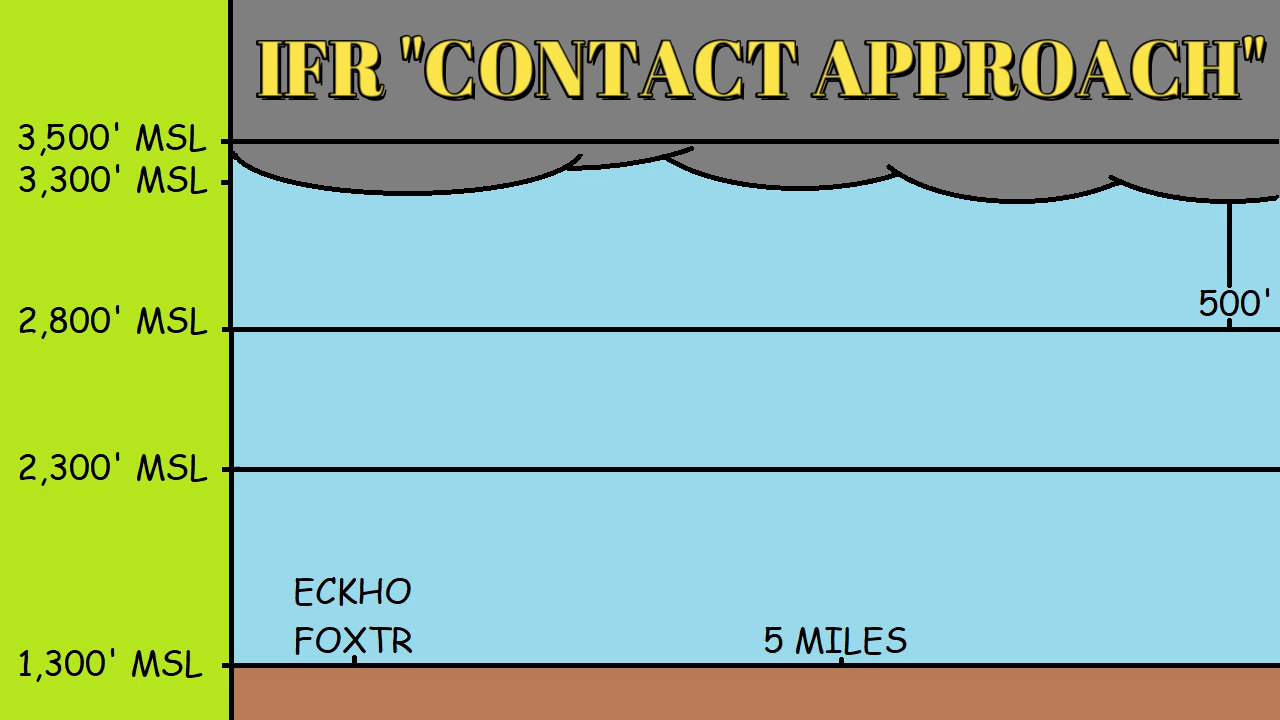 IFR "CONTACT APPROACH"
3,500' MSL
3,300' MSL
500'
2,800' MSL
2,300' MSL
ECKHO
FOXTR
5 MILES
1,300' MSL